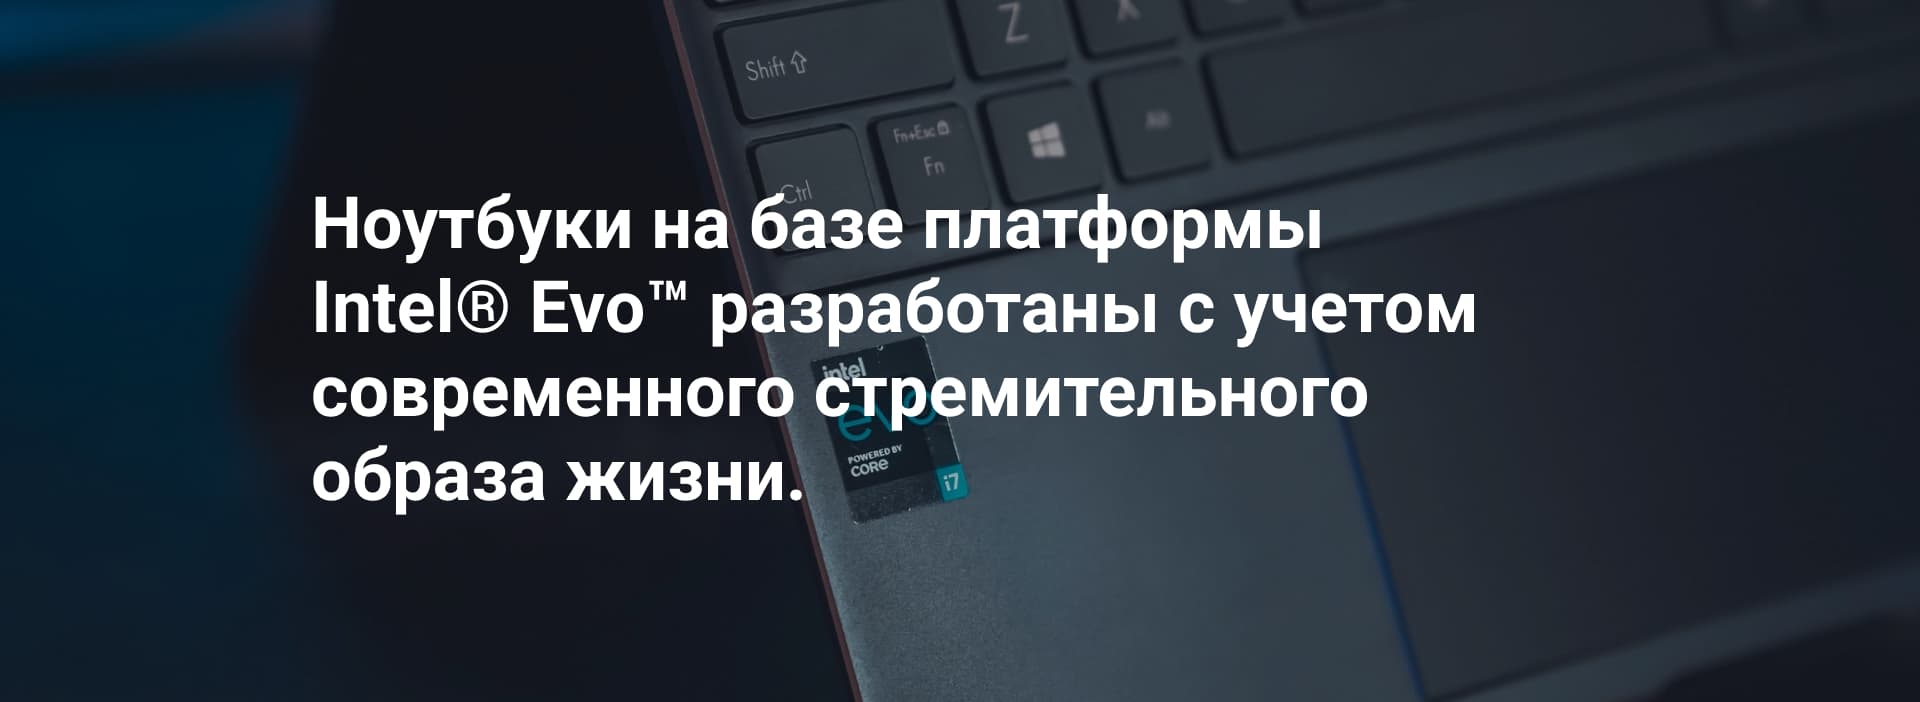 Z X
Shift
Fn+Esc
Fn
Alt
Ctrl
Ноутбуки на базе платформы
Intel® Evo™ разработаны с учетом
современного стремительного
образа жизни.
intel
evo
POWERED BY
CORE
i7